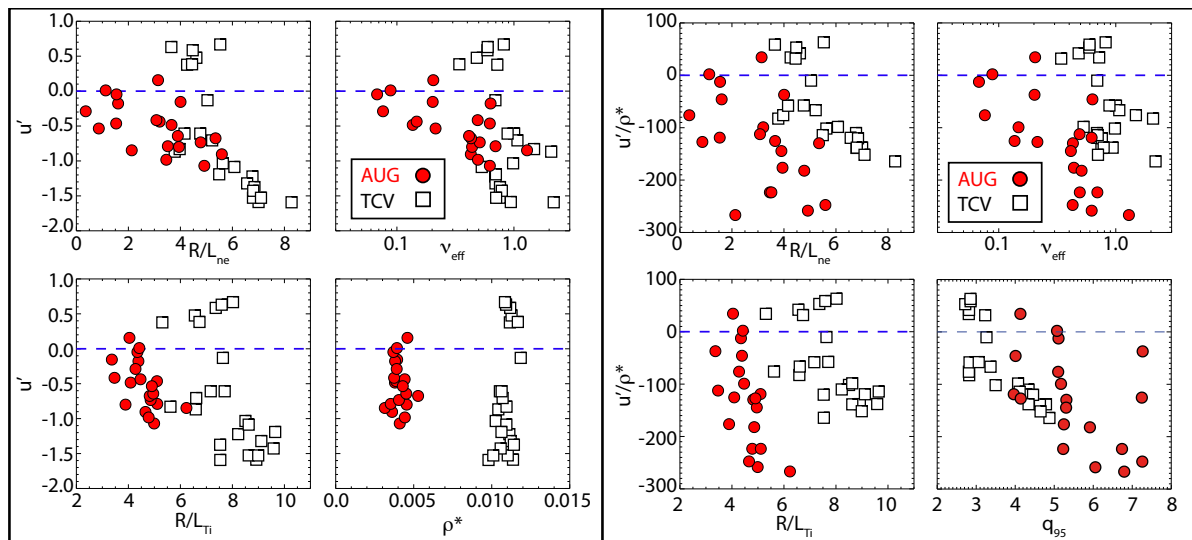 1.0
0.5
0.0
-0.5
-1.0
-1.5
-2.0
u'
0 2 4 6 8
R/L_ne
AUG
TCV
0.1 1.0
ν_eff
1.0
0.5
0.0
-0.5
-1.0
-1.5
-2.0
u'
2 4 6 8 10
R/L_Ti
0.0 0.005 0.010 0.015
ρ*
100
0
-100
-200
-300
u'/ρ*
0 2 4 6 8
R/L_ne
AUG
TCV
0.1 1.0
ν_eff
100
0
-100
-200
-300
u'/ρ*
2 4 6 8 10
R/L_Ti
2 3 4 5 6 7 8
q_95